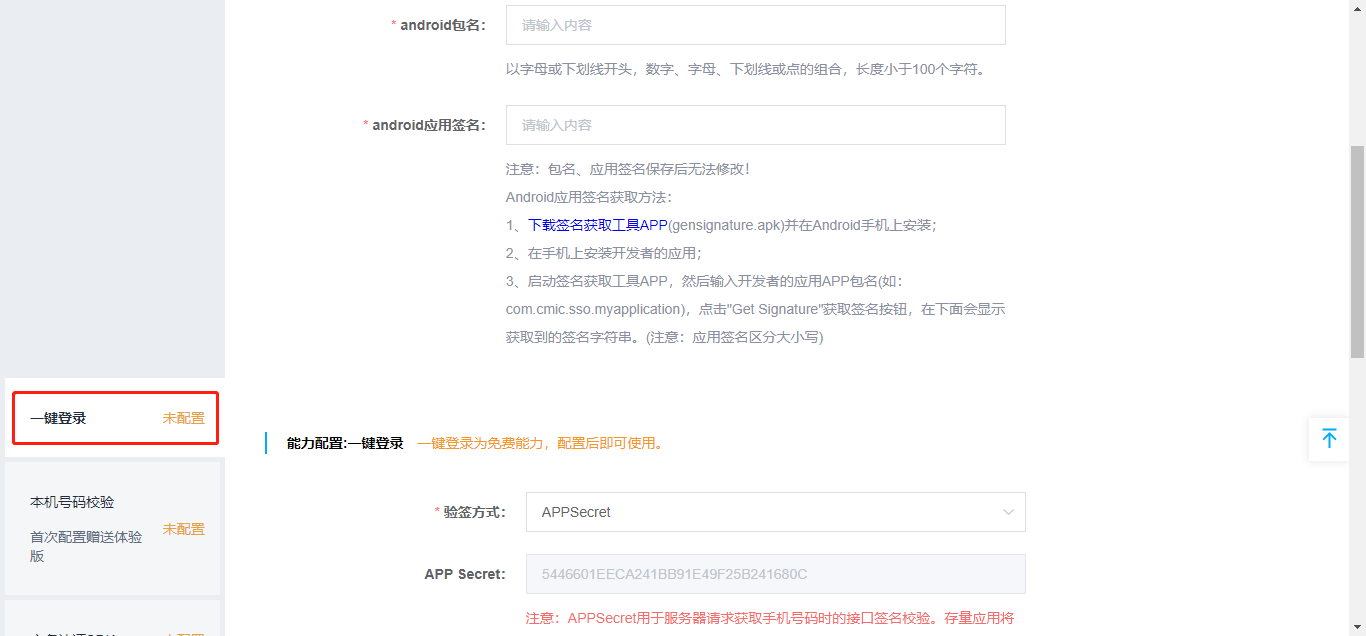 * android包名：
请输入内容
以字母或下划线开头，数字、字母、下划线或点的组合，长度小于100个字符。
* android应用签名：
请输入内容
注意：包名、应用签名保存后无法修改！
Android应用签名获取方法：
1、下载签名获取工具APP(gensignature.apk)并在Android手机上安装；
2、在手机上安装开发者的应用；
3、启动签名获取工具APP，然后输入开发者的应用APP包名(如：
com.cmic.sso.myapplication)，点击"Get Signature"获取签名按钮，在下面会显示
获取到的签名字符串。(注意：应用签名区分大小写)
一键登录
未配置
能力配置:一键登录
一键登录为免费能力，配置后即可使用。
本机号码校验
首次配置赠送体验
版
未配置
* 验签方式：
APPSecret
APP Secret：
5446601EECA241BB91E49F25B241680C
注意：APPSecret用于服务器请求获取手机号码时的接口签名校验。存量应用将